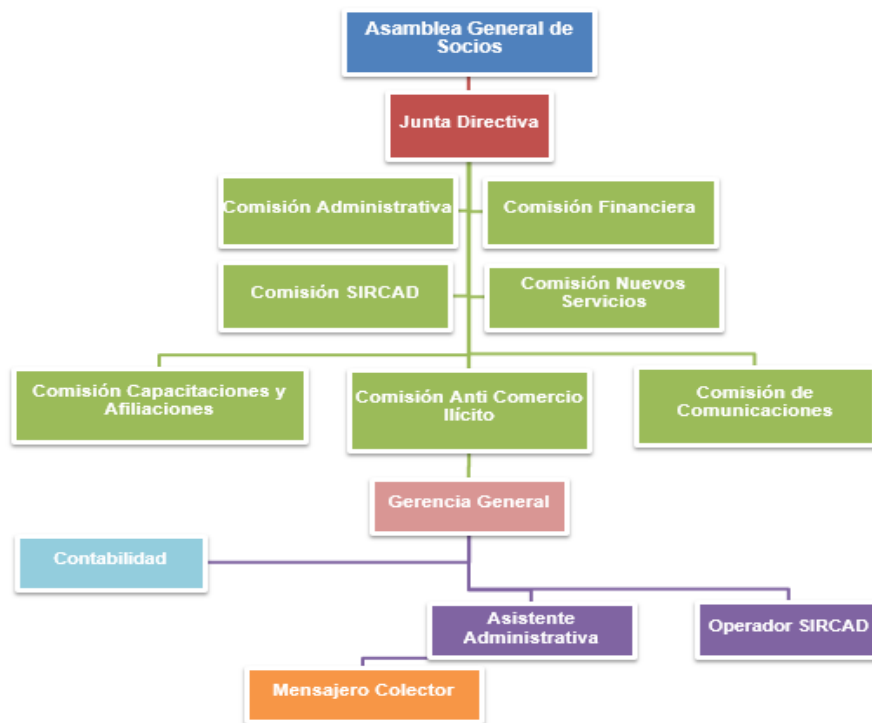 Asamblea General de
Socios
Junta Directiva
Comisión Administrativa
Comisión Financiera
Comisión SIRCAD
Comisión Nuevos
Servicios
Comisión Capacitaciones y
Afiliaciones
Comisión Anti Comercio
Ilícito
Comisión de
Comunicaciones
Gerencia General
Contabilidad
Asistente
Administrativa
Operador SIRCAD
Mensajero Colector